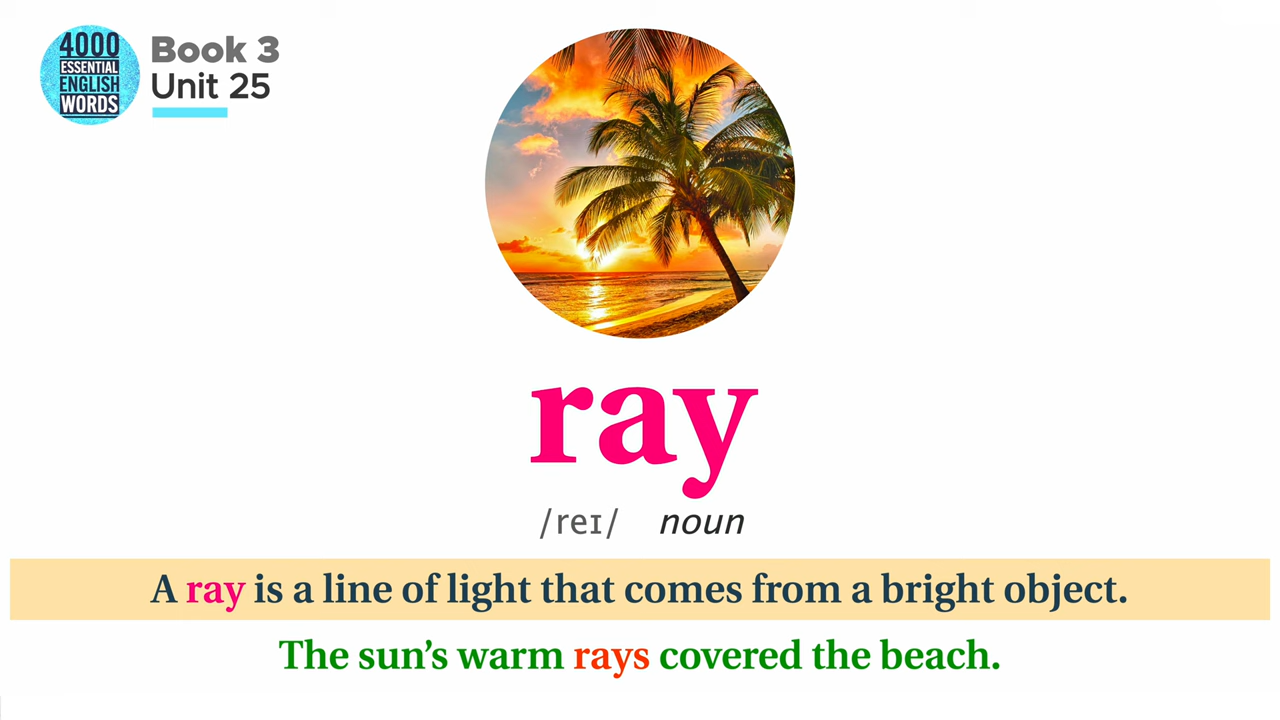 4000
ESSENTIAL
ENGLISH
WORDS
Book 3
Unit 25
ray
/reɪ/ noun
A ray is a line of light that comes from a bright object.
The sun’s warm rays covered the beach.